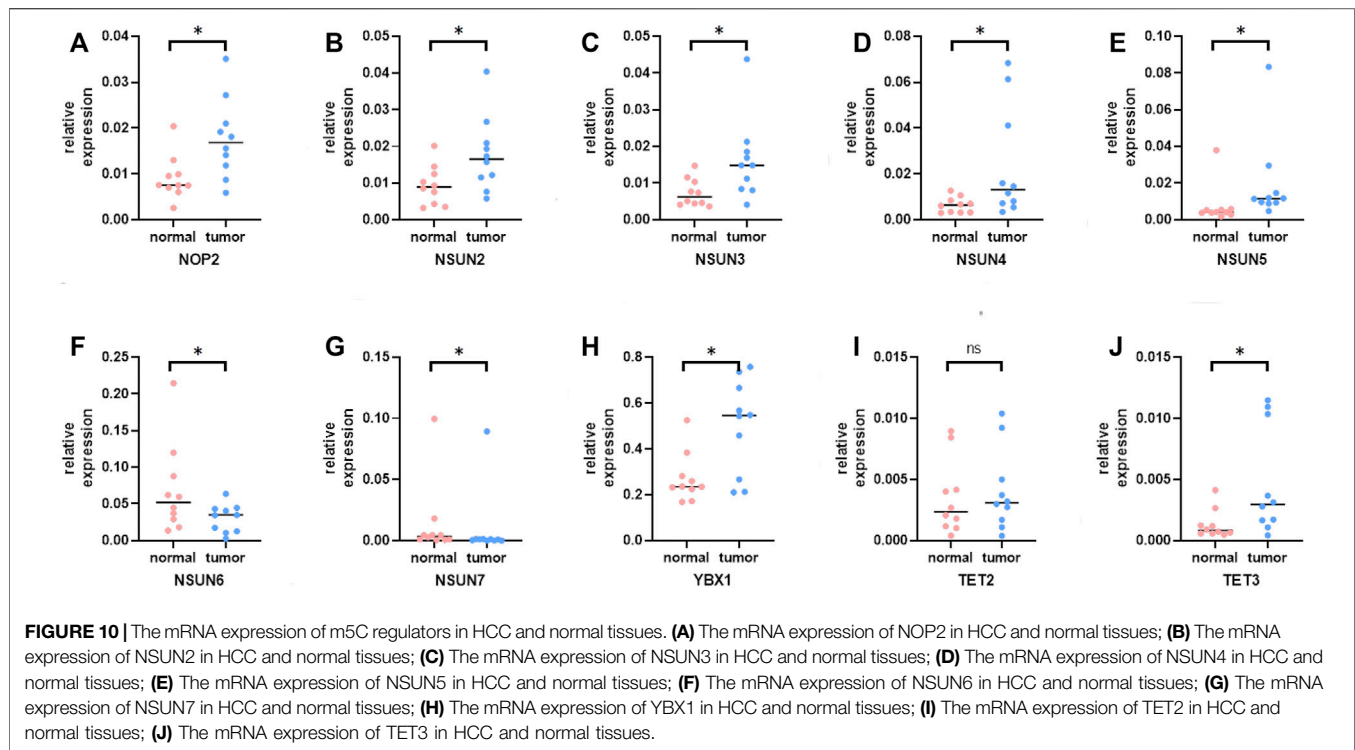 A
*
relative expression
0.04
0.03
0.02
0.01
0.00
normal tumor
NOP2
B
*
relative expression
0.05
0.04
0.03
0.02
0.01
0.00
normal tumor
NSUN2
C
*
relative expression
0.05
0.04
0.03
0.02
0.01
0.00
normal tumor
NSUN3
D
*
relative expression
0.08
0.06
0.04
0.02
0.00
normal tumor
NSUN4
E
*
relative expression
0.10
0.08
0.06
0.04
0.02
0.00
normal tumor
NSUN5
F
*
relative expression
0.25
0.20
0.15
0.10
0.05
0.00
normal tumor
NSUN6
G
*
relative expression
0.15
0.10
0.05
0.00
normal tumor
NSUN7
H
*
relative expression
0.8
0.6
0.4
0.2
0.0
normal tumor
YBX1
I
ns
relative expression
0.015
0.010
0.005
0.000
normal tumor
TET2
J
*
relative expression
0.015
0.010
0.005
0.000
normal tumor
TET3
FIGURE 10 | The mRNA expression of m5C regulators in HCC and normal tissues. (A) The mRNA expression of NOP2 in HCC and normal tissues; (B) The mRNA
expression of NSUN2 in HCC and normal tissues; (C) The mRNA expression of NSUN3 in HCC and normal tissues; (D) The mRNA expression of NSUN4 in HCC and
normal tissues; (E) The mRNA expression of NSUN5 in HCC and normal tissues; (F) The mRNA expression of NSUN6 in HCC and normal tissues; (G) The mRNA
expression of NSUN7 in HCC and normal tissues; (H) The mRNA expression of YBX1 in HCC and normal tissues; (I) The mRNA expression of TET2 in HCC and
normal tissues; (J) The mRNA expression of TET3 in HCC and normal tissues.